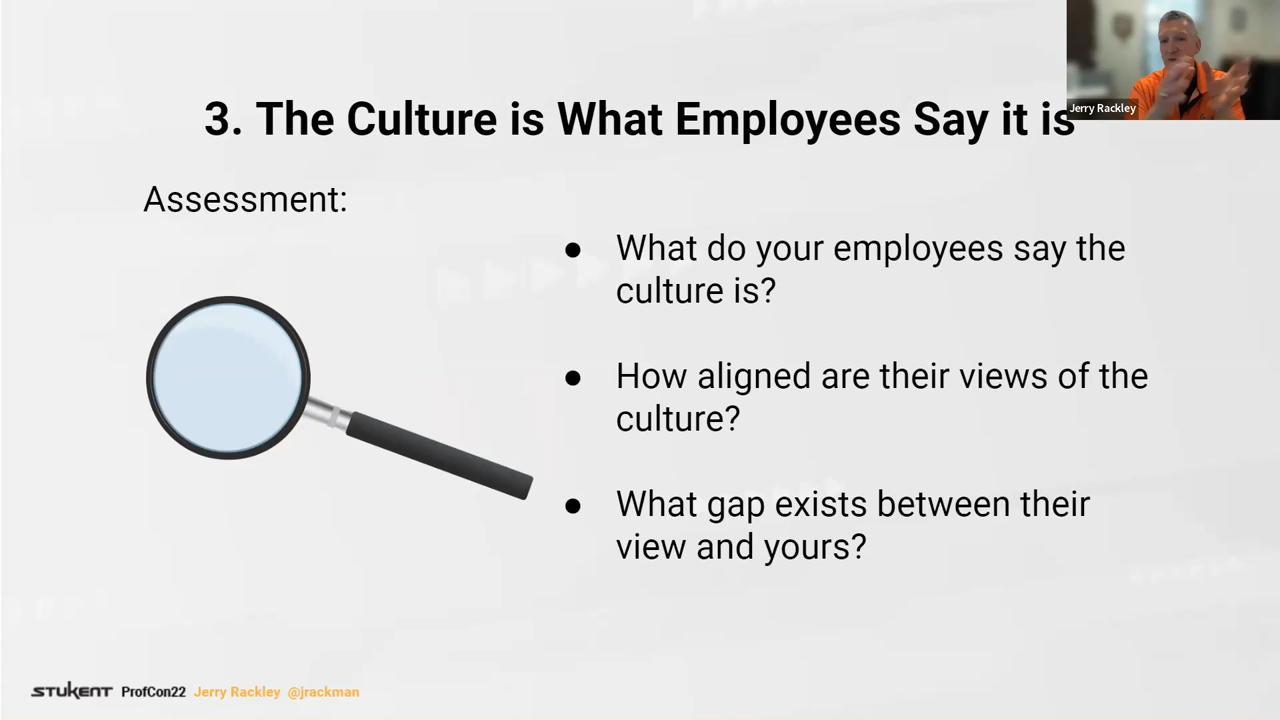 Jerry Rackley
3. The Culture is What Employees Say it is
Assessment:
● What do your employees say the
culture is?
● How aligned are their views of the
culture?
● What gap exists between their
view and yours?
STUKENT ProfCon22 Jerry Rackley @jrackman